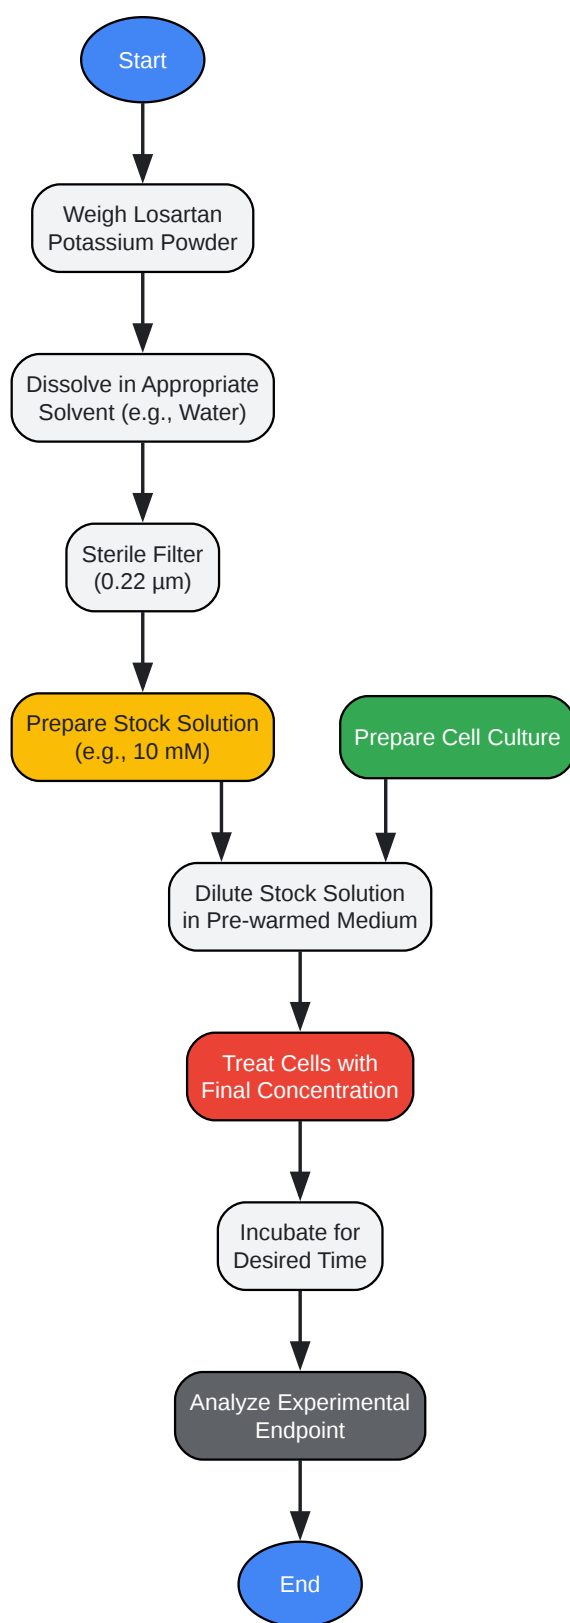 Start
Weigh Losartan
Potassium Powder
Dissolve in Appropriate
Solvent (e.g., Water)
Sterile Filter
(0.22 µm)
Prepare Stock Solution
(e.g., 10 mM)
Prepare Cell Culture
Dilute Stock Solution
in Pre-warmed Medium
Treat Cells with
Final Concentration
Incubate for
Desired Time
Analyze Experimental
Endpoint
End